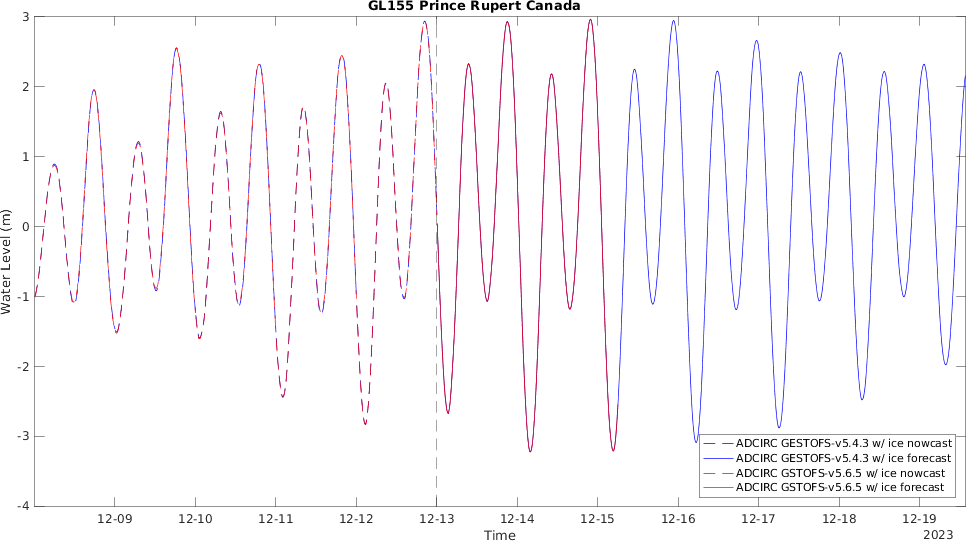 GL155 Prince Rupert Canada
3
2
1
0
-1
-2
-3
-4
Water Level (m)
ADCIRC GESTOFS-v5.4.3 w/ ice nowcast
ADCIRC GESTOFS-v5.4.3 w/ ice forecast
ADCIRC GSTOFS-v5.6.5 w/ ice nowcast
ADCIRC GSTOFS-v5.6.5 w/ ice forecast
12-09 12-10 12-11 12-12 12-13 12-14 12-15 12-16 12-17 12-18 12-19
Time
2023